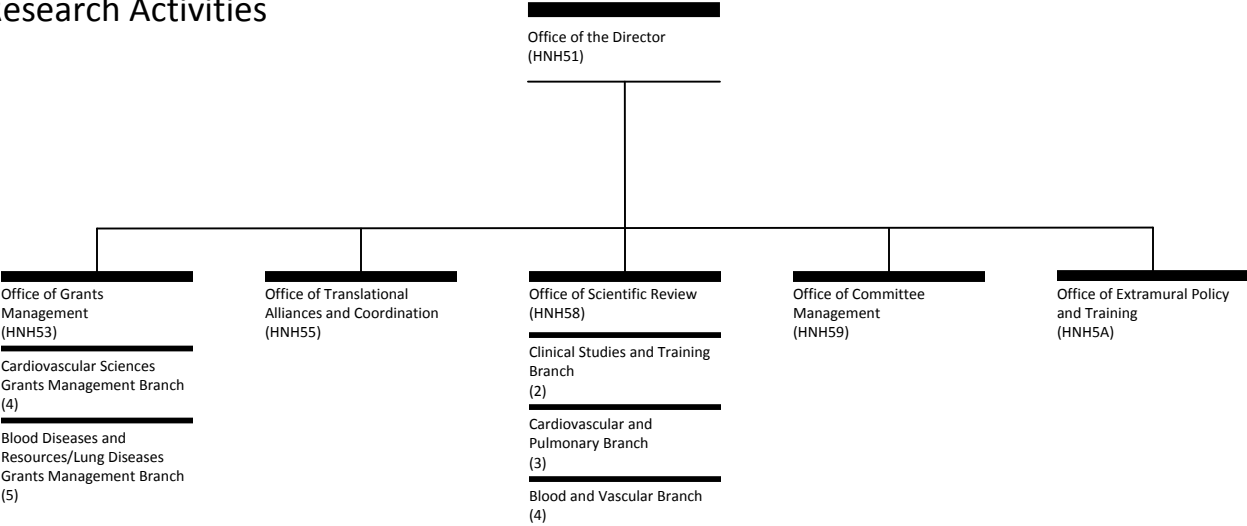 Research Activities
Office of the Director
(HNH51)
Office of Grants
Management
(HNH53)
Cardiovascular Sciences
Grants Management Branch
(4)
Blood Diseases and
Resources/Lung Diseases
Grants Management Branch
(5)
Office of Translational
Alliances and Coordination
(HNH55)
Office of Scientific Review
(HNH58)
Clinical Studies and Training
Branch
(2)
Cardiovascular and
Pulmonary Branch
(3)
Blood and Vascular Branch
(4)
Office of Committee
Management
(HNH59)
Office of Extramural Policy
and Training
(HNH5A)